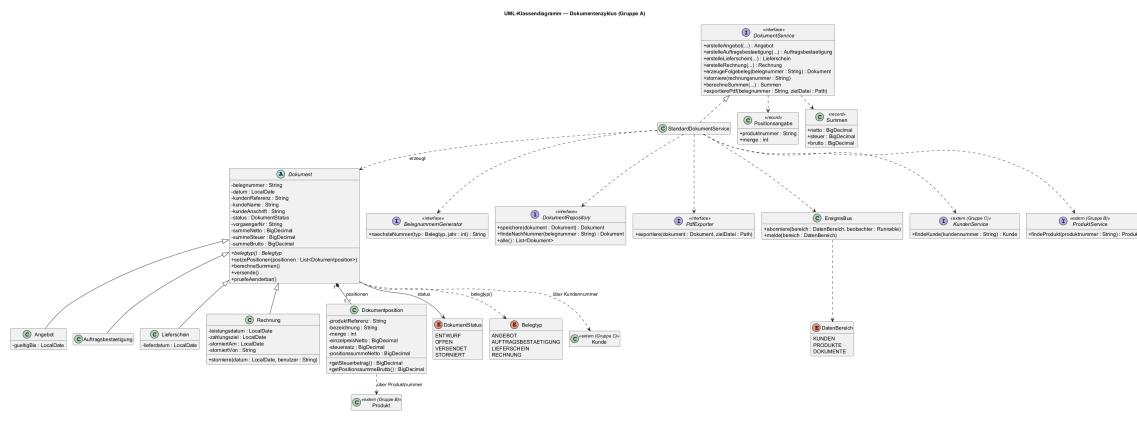 UML-Klassendiagramm — Dokumentenzyklus (Gruppe A)
«interface»
DokumentService
+erstelleAngebot(...) : Angebot
+erstelleAuftragsbestaetigung(...) : Auftragsbestaetigung
+erstelleLieferschein(...) : Lieferschein
+erstelleRechnung(...) : Rechnung
+erzeugeFolgebeleg(belegnummer : String) : Dokument
+storniere(rechnungsnummer : String)
+berechneSummen(...) : Summen
+exportierePdf(belegnummer : String, zielDatei : Path)
StandardDokumentService
«record»
Positionsangabe
+produktnummer : String
+menge : int
«record»
Summen
+netto : BigDecimal
+steuer : BigDecimal
+brutto : BigDecimal
erzeugt
Dokument
-belegnummer : String
-datum : LocalDate
-kundenReferenz : String
-kundeName : String
-kundeAnschrift : String
-status : DokumentStatus
-vorgaengerNr : String
-summeNetto : BigDecimal
-summeSteuer : BigDecimal
-summeBrutto : BigDecimal
+belegtyp() : Belegtyp
+setzePositionen(positionen : List<Dokumentposition>)
+berechneSummen()
+versende()
+pruefeAenderbar()
«interface»
BelegnummernGenerator
+naechsteNummer(typ : Belegtyp, jahr : int) : String
«interface»
DokumentRepository
+speichere(dokument : Dokument) : Dokument
+findeNachNummer(belegnummer : String) : Dokument
+alle() : List<Dokument>
«interface»
PdfExporter
+exportiere(dokument : Dokument, zielDatei : Path)
EreignisBus
+abonniere(bereich : DatenBereich, beobachter : Runnable)
+melde(bereich : DatenBereich)
«extern (Gruppe C)»
KundenService
+findeKunde(kundennummer : String) : Kunde
«extern (Gruppe B)»
ProduktService
+findeProdukt(produktnummer : String) : Produkt
1
positionen
status
belegtyp()
über Kundennummer
Angebot
-gueltigBis : LocalDate
Auftragsbestaetigung
Lieferschein
-lieferdatum : LocalDate
Rechnung
-leistungsdatum : LocalDate
-zahlungsziel : LocalDate
-storniertAm : LocalDate
-storniertVon : String
+storniere(datum : LocalDate, benutzer : String)
Dokumentposition
-produktReferenz : String
-bezeichnung : String
-menge : int
-einzelpreisNetto : BigDecimal
-steuersatz : BigDecimal
-positionssummeNetto : BigDecimal
+getSteuerbetrag() : BigDecimal
+getPositionssummeBrutto() : BigDecimal
DokumentStatus
ENTWURF
OFFEN
VERSENDET
STORNIERT
Belegtyp
ANGEBOT
AUFTRAGSBESTAETIGUNG
LIEFERSCHEIN
RECHNUNG
«extern (Gruppe C)»
Kunde
DatenBereich
KUNDEN
PRODUKTE
DOKUMENTE
über Produktnummer
«extern (Gruppe B)»
Produkt